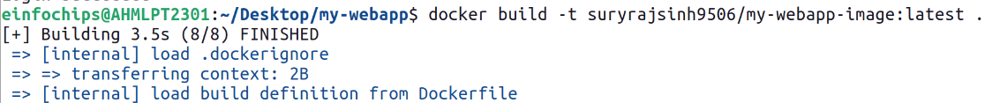 einfochips@AHMLPT2301:~/Desktop/my-webapp$ docker build -t suryrajsinh9506/my-webapp-image:latest .
[+] Building 3.5s (8/8) FINISHED
=> [internal] load .dockerignore
=> => transferring context: 2B
=> [internal] load build definition from Dockerfile